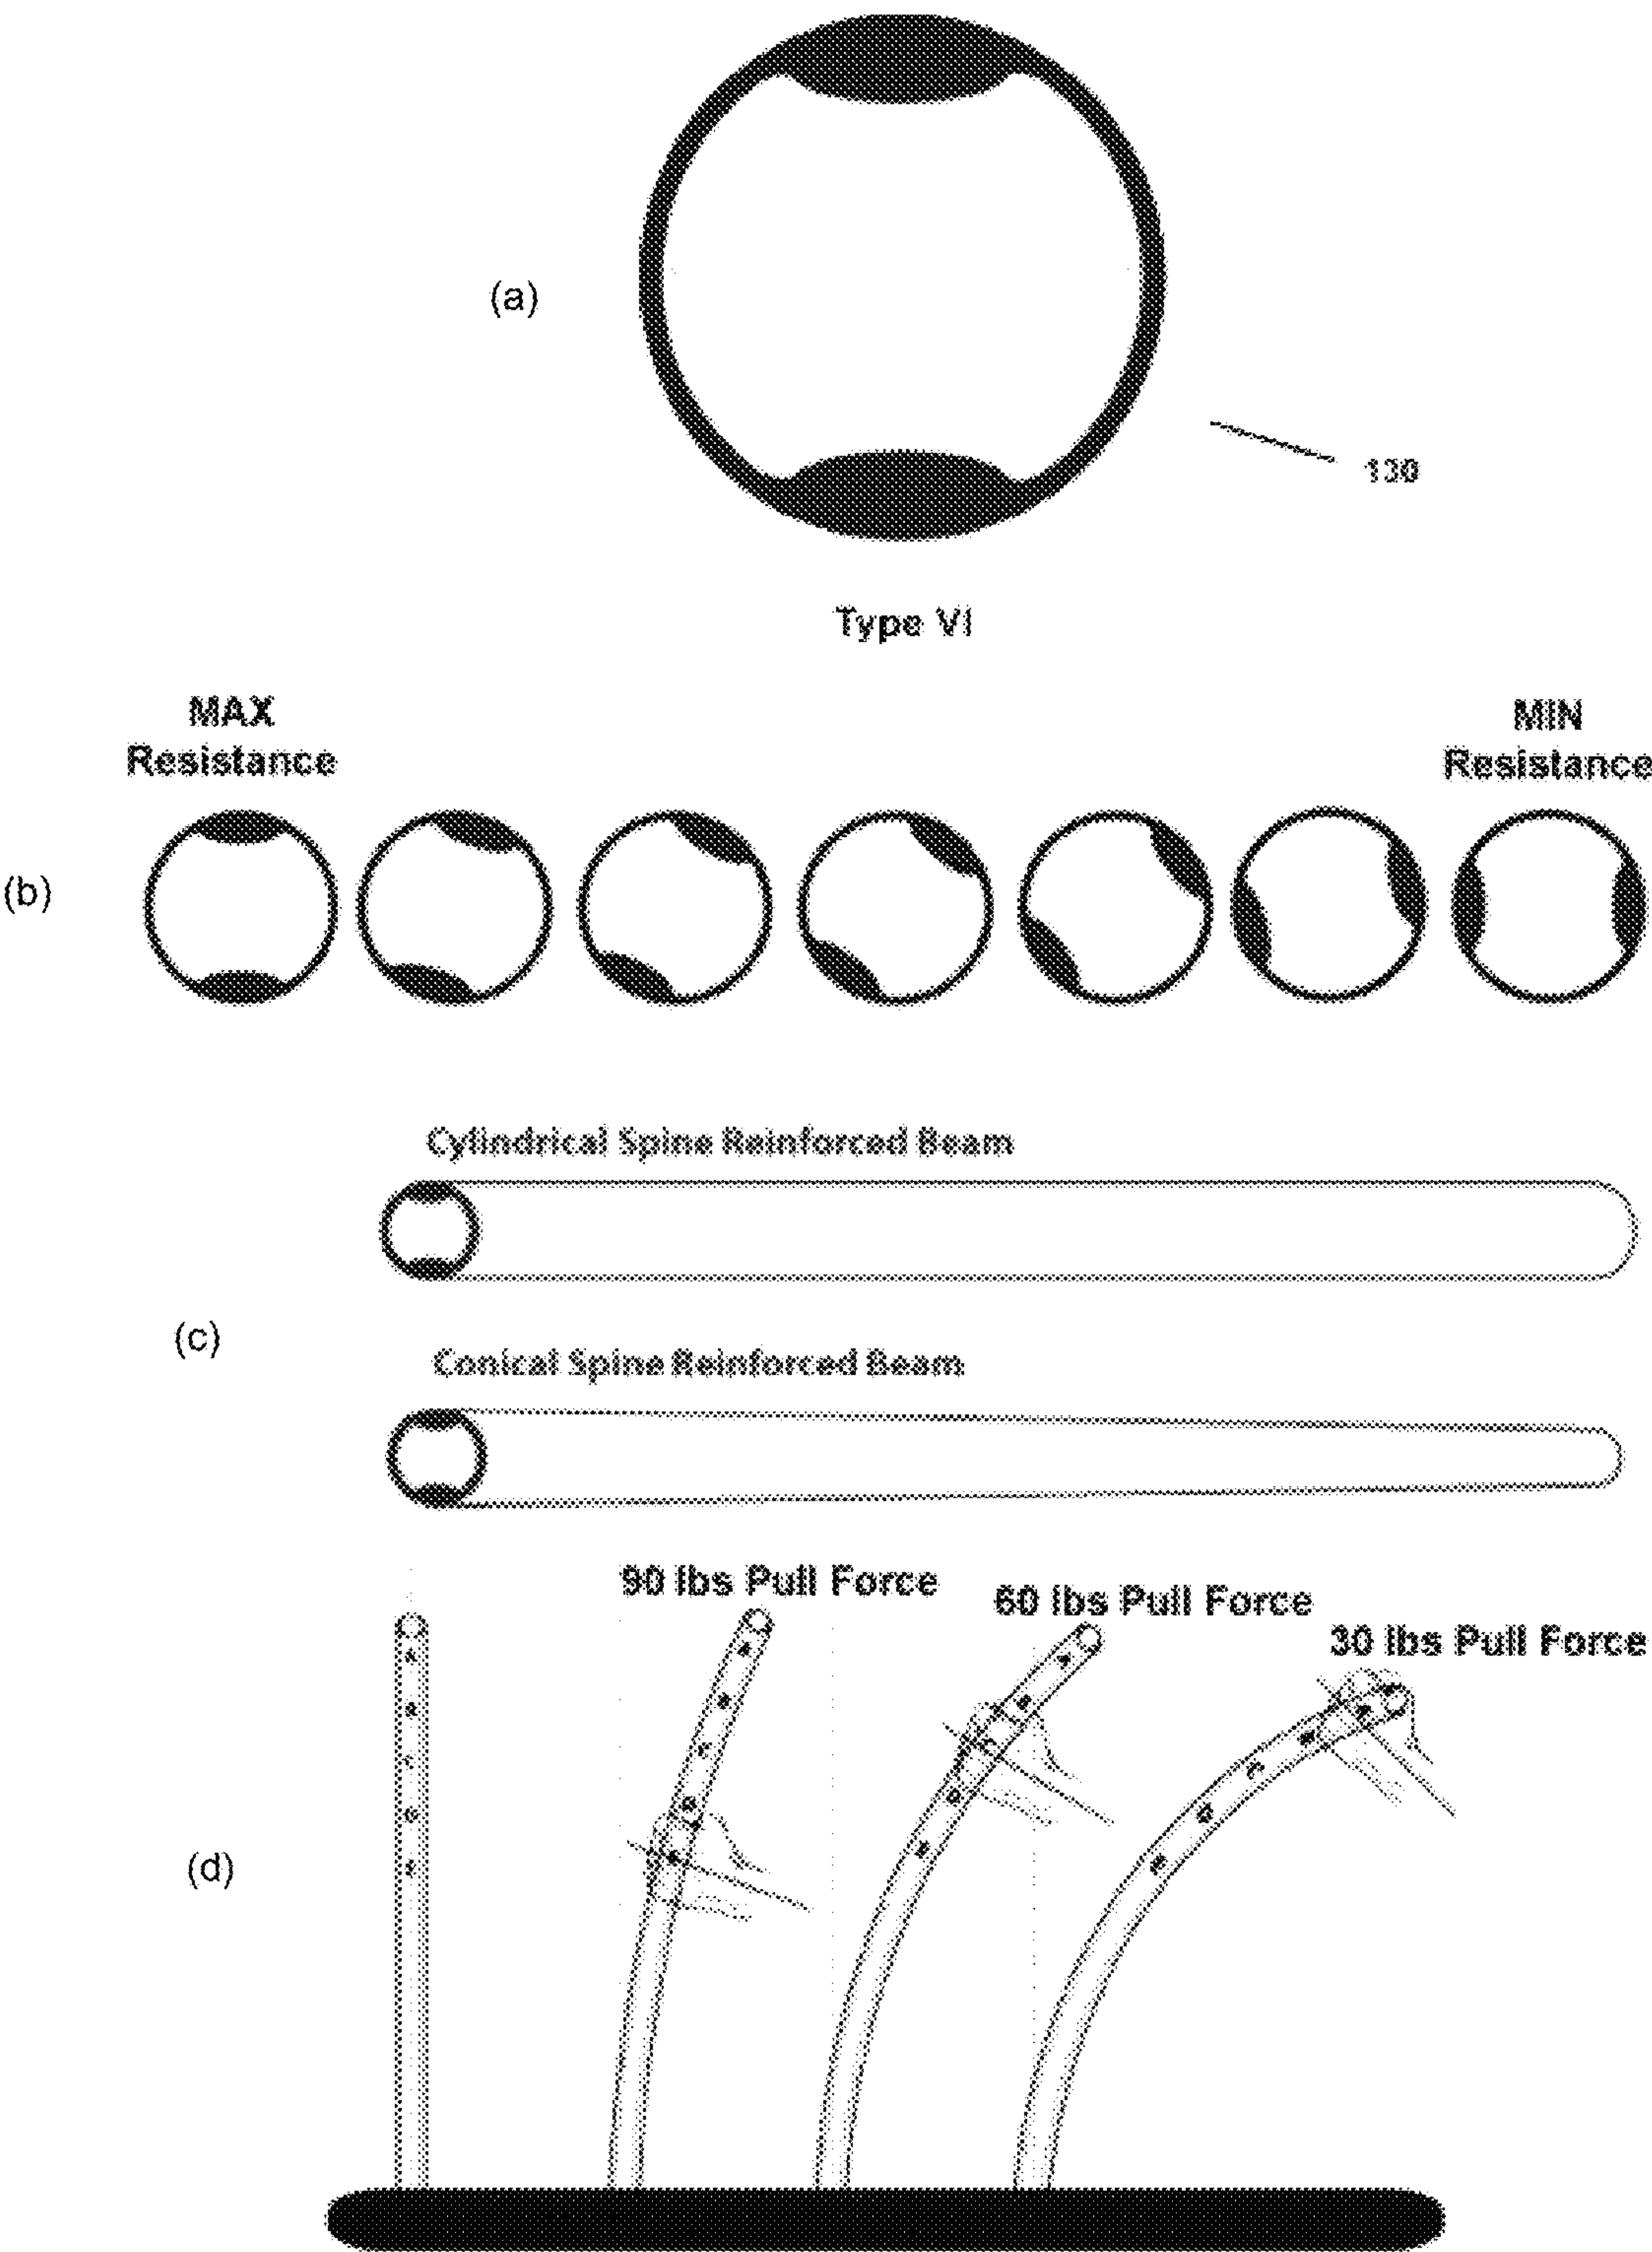 (a)
130
Type VI
MAX
Resistance
MIN
Resistance
(b)
Cylindrical Spine Reinforced Beam
(c)
Conical Spine Reinforced Beam
90 lbs Pull Force
60 lbs Pull Force
30 lbs Pull Force
(d)